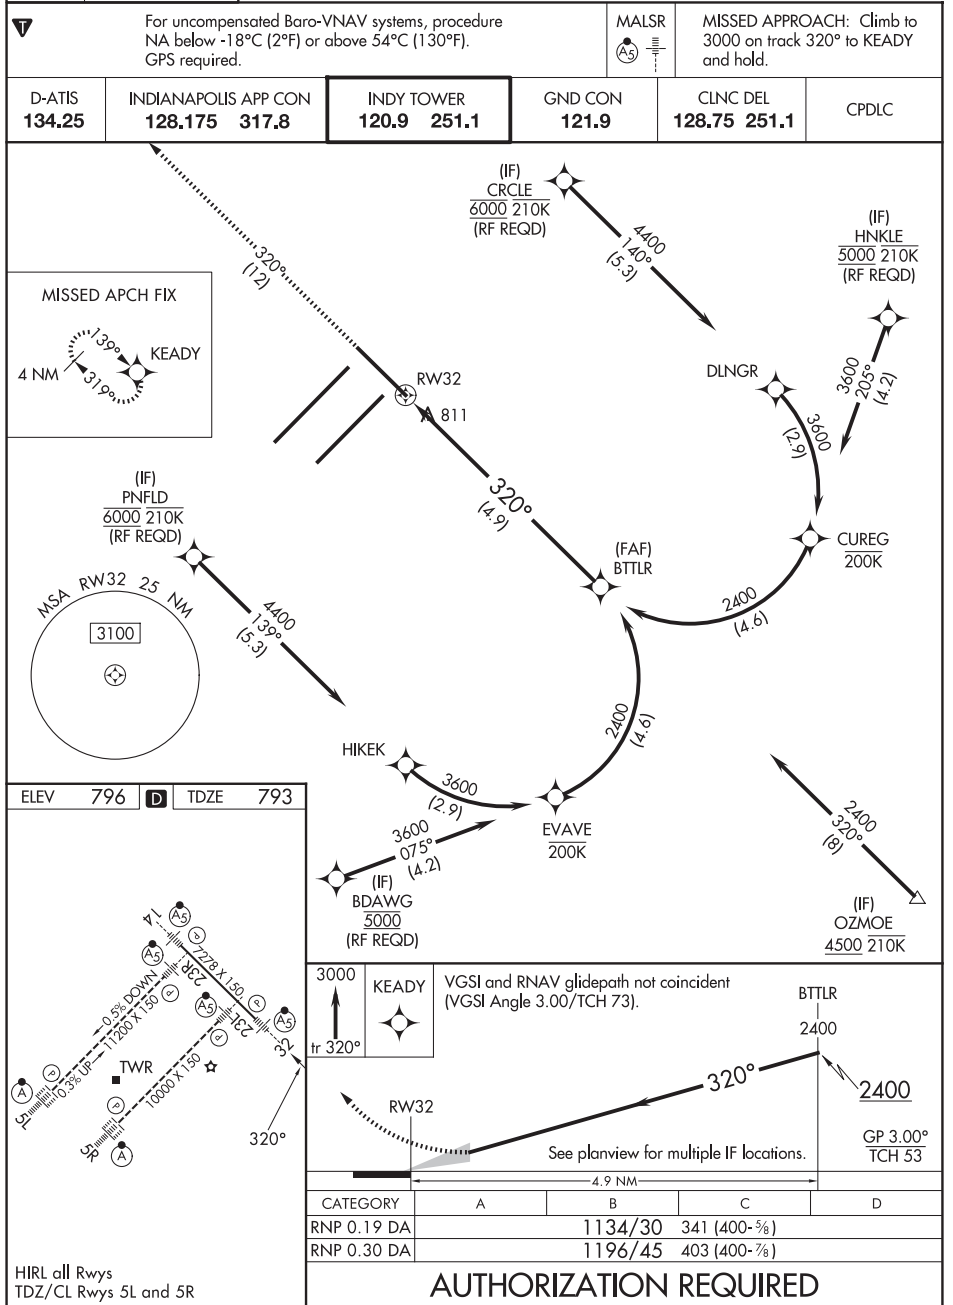 T
For uncompensated Baro-VNAV systems, procedure
NA below -18°C (2°F) or above 54°C (130°F).
GPS required.
MALSR
A5
MISSED APPROACH: Climb to
3000 on track 320° to KEADY
and hold.
D-ATIS
134.25
INDIANAPOLIS APP CON
128.175 317.8
INDY TOWER
120.9 251.1
GND CON
121.9
CLNC DEL
128.75 251.1
CPDLC
(IF)
CRCLE
6000 210K
(RF REQD)
4400
140°
(5.3)
(IF)
HNKLE
5000 210K
(RF REQD)
3600
205°
(4.2)
320°
(12)
MISSED APCH FIX
139°
KEADY
4 NM
319°
RW32
811
DLNGR
3600
(2.9)
(IF)
PNFLD
6000 210K
(RF REQD)
320°
(4.9)
(FAF)
BTTLR
CUREG
200K
2400
(4.6)
MSA RW32 25 NM
3100
4400
139°
(5.3)
2400
(4.6)
HIKEK
3600
(2.9)
EVAVE
200K
3600
075°
(4.2)
(IF)
BDAWG
5000
(RF REQD)
2400
320°
(8)
(IF)
OZMOE
4500 210K
ELEV 796 D TDZE 793
14
A5
P
A5
7278 X 150
23R
0.5% DOWN
P
A5
P
23L
P
A5
32
0.3% UP
11200 X 150
P
TWR
10000 X 150
A
5L
P
5R
A
320°
HIRL all Rwys
TDZ/CL Rwys 5L and 5R
3000
tr 320°
KEADY
VGSI and RNAV glidepath not coincident
(VGSI Angle 3.00/TCH 73).
BTTLR
2400
320°
2400
RW32
GP 3.00°
TCH 53
See planview for multiple IF locations.
4.9 NM
CATEGORY A B C D
RNP 0.19 DA 1134/30 341 (400-⅝)
RNP 0.30 DA 1196/45 403 (400-⅞)
AUTHORIZATION REQUIRED